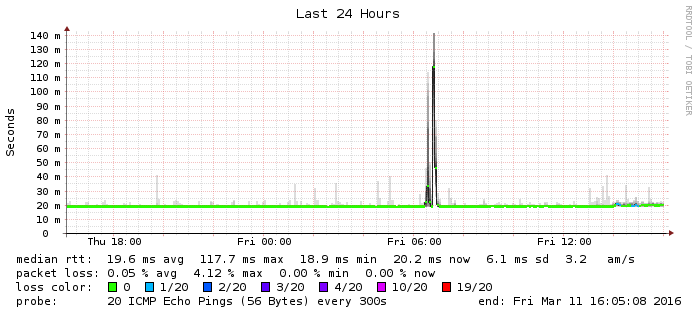 Last 24 Hours
RRDTOOL / TOBI OETIKER
Seconds
140 m
130 m
120 m
110 m
100 m
90 m
80 m
70 m
60 m
50 m
40 m
30 m
20 m
10 m
0
Thu 18:00 Fri 00:00 Fri 06:00 Fri 12:00
median rtt: 19.6 ms avg 117.7 ms max 18.9 ms min 20.2 ms now 6.1 ms sd 3.2 am/s
packet loss: 0.05 % avg 4.12 % max 0.00 % min 0.00 % now
loss color: 0 1/20 2/20 3/20 4/20 10/20 19/20
probe: 20 ICMP Echo Pings (56 Bytes) every 300s end: Fri Mar 11 16:05:08 2016